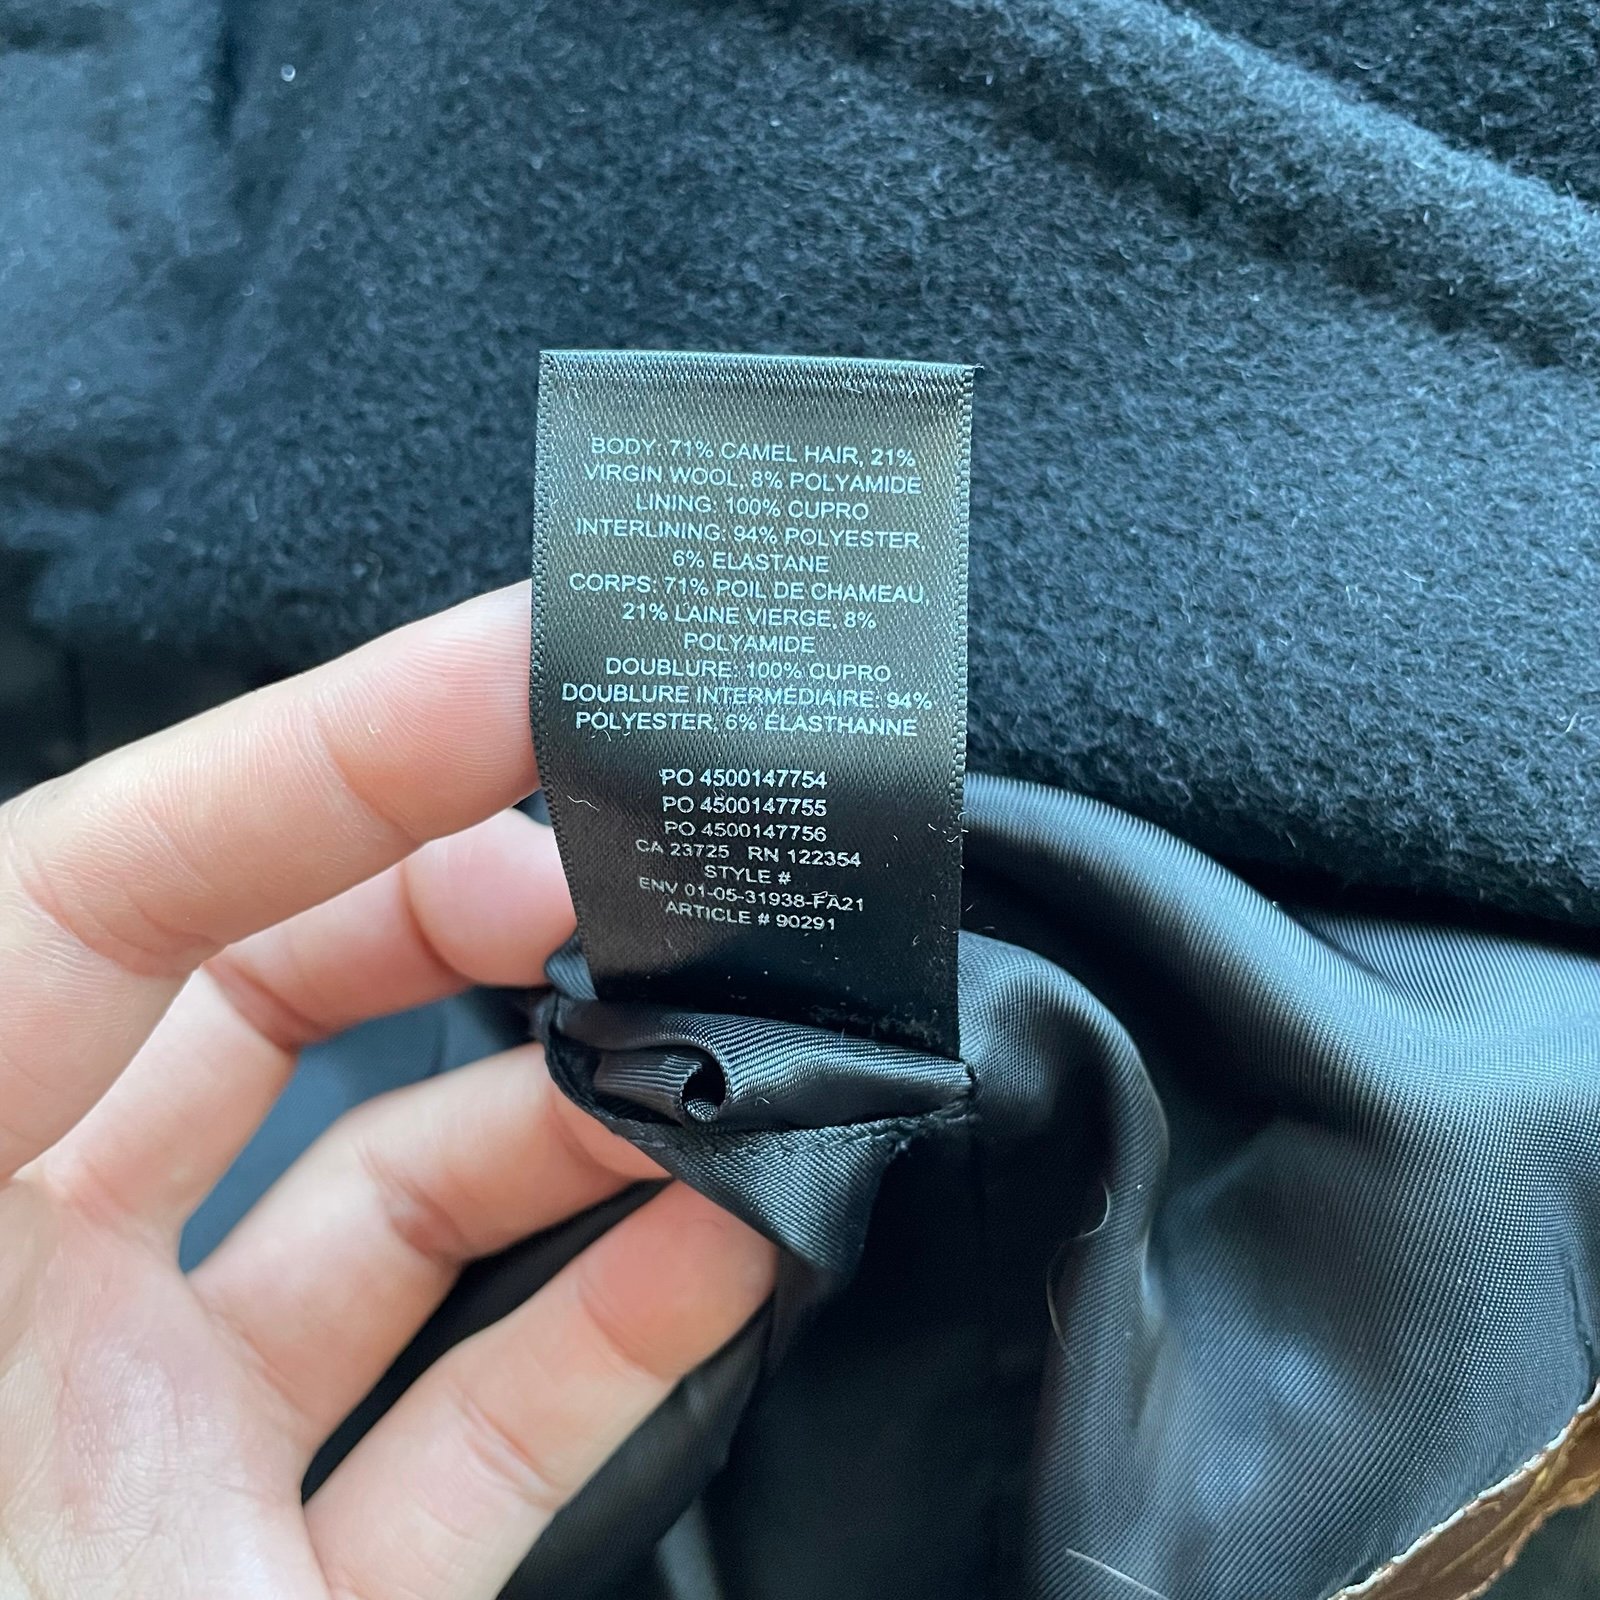 BODY: 71% CAMEL HAIR, 21%
VIRGIN WOOL, 8% POLYAMIDE
LINING: 100% CUPRO
INTERLINING: 94% POLYESTER,
6% ELASTANE
CORPS: 71% POIL DE CHAMEAU,
21% LAINE VIERGE, 8%
POLYAMIDE
DOUBLURE: 100% CUPRO
DOUBLURE INTERMÉDIAIRE: 94%
POLYESTER, 6% ÉLASTHANNE
PO 4500147754
PO 4500147755
PO 4500147756
CA 23725 RN 122354
STYLE #
ENV 01-05-31938-FA21
ARTICLE # 90291